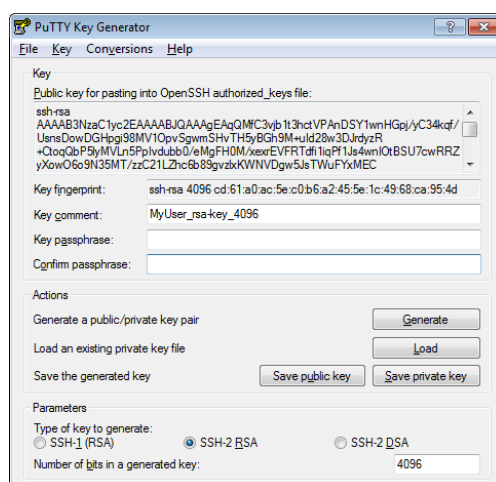 PuTTY Key Generator
File Key Conversions Help
Key
Public key for pasting into OpenSSH authorized_keys file:
ssh-rsa
AAAAB3NzaC1yc2EAAAABJQAAAgEAqQMfC3vjb1t3hctVPAnDSY1wnHGpj/yC34kqf/
UsnsDowDGHpgi98MV1OpvSgwmSHvTH5yBGh9M+uId28w3DJrdyzR
+CtoqQbP5lyMVLn5PpIvdubb0/eMgFH0M/xexrEVFRTdfi1iqPf1Js4wnIOtBSU7cwRRZ
yXowO6o9N35MT/zzC21LZhc6b89gvzlxKWNVDgw5JsTWuFYxMEC
Key fingerprint: ssh-rsa 4096 cd:61:a0:ac:5e:c0:b6:a2:45:5e:1c:49:68:ca:95:4d
Key comment: MyUser_rsa-key_4096
Key passphrase:
Confirm passphrase:
Actions
Generate a public/private key pair Generate
Load an existing private key file Load
Save the generated key Save public key Save private key
Parameters
Type of key to generate:
SSH-1 (RSA) SSH-2 RSA SSH-2 DSA
Number of bits in a generated key: 4096